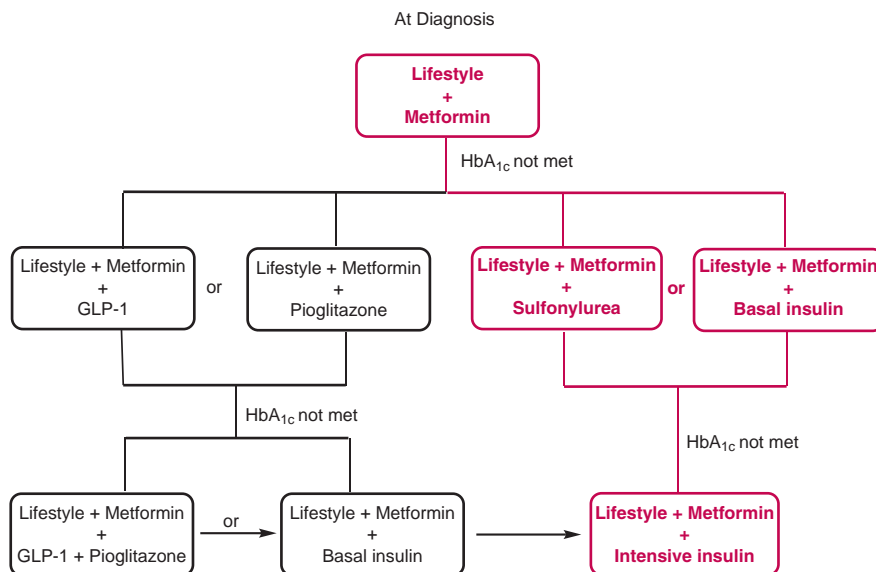 At Diagnosis
Lifestyle
+
Metformin
HbA1c not met
Lifestyle + Metformin
+
GLP-1
or
Lifestyle + Metformin
+
Pioglitazone
Lifestyle + Metformin
+
Sulfonylurea
or
Lifestyle + Metformin
+
Basal insulin
HbA1c not met
HbA1c not met
Lifestyle + Metformin
+
GLP-1 + Pioglitazone
or
Lifestyle + Metformin
+
Basal insulin
Lifestyle + Metformin
+
Intensive insulin